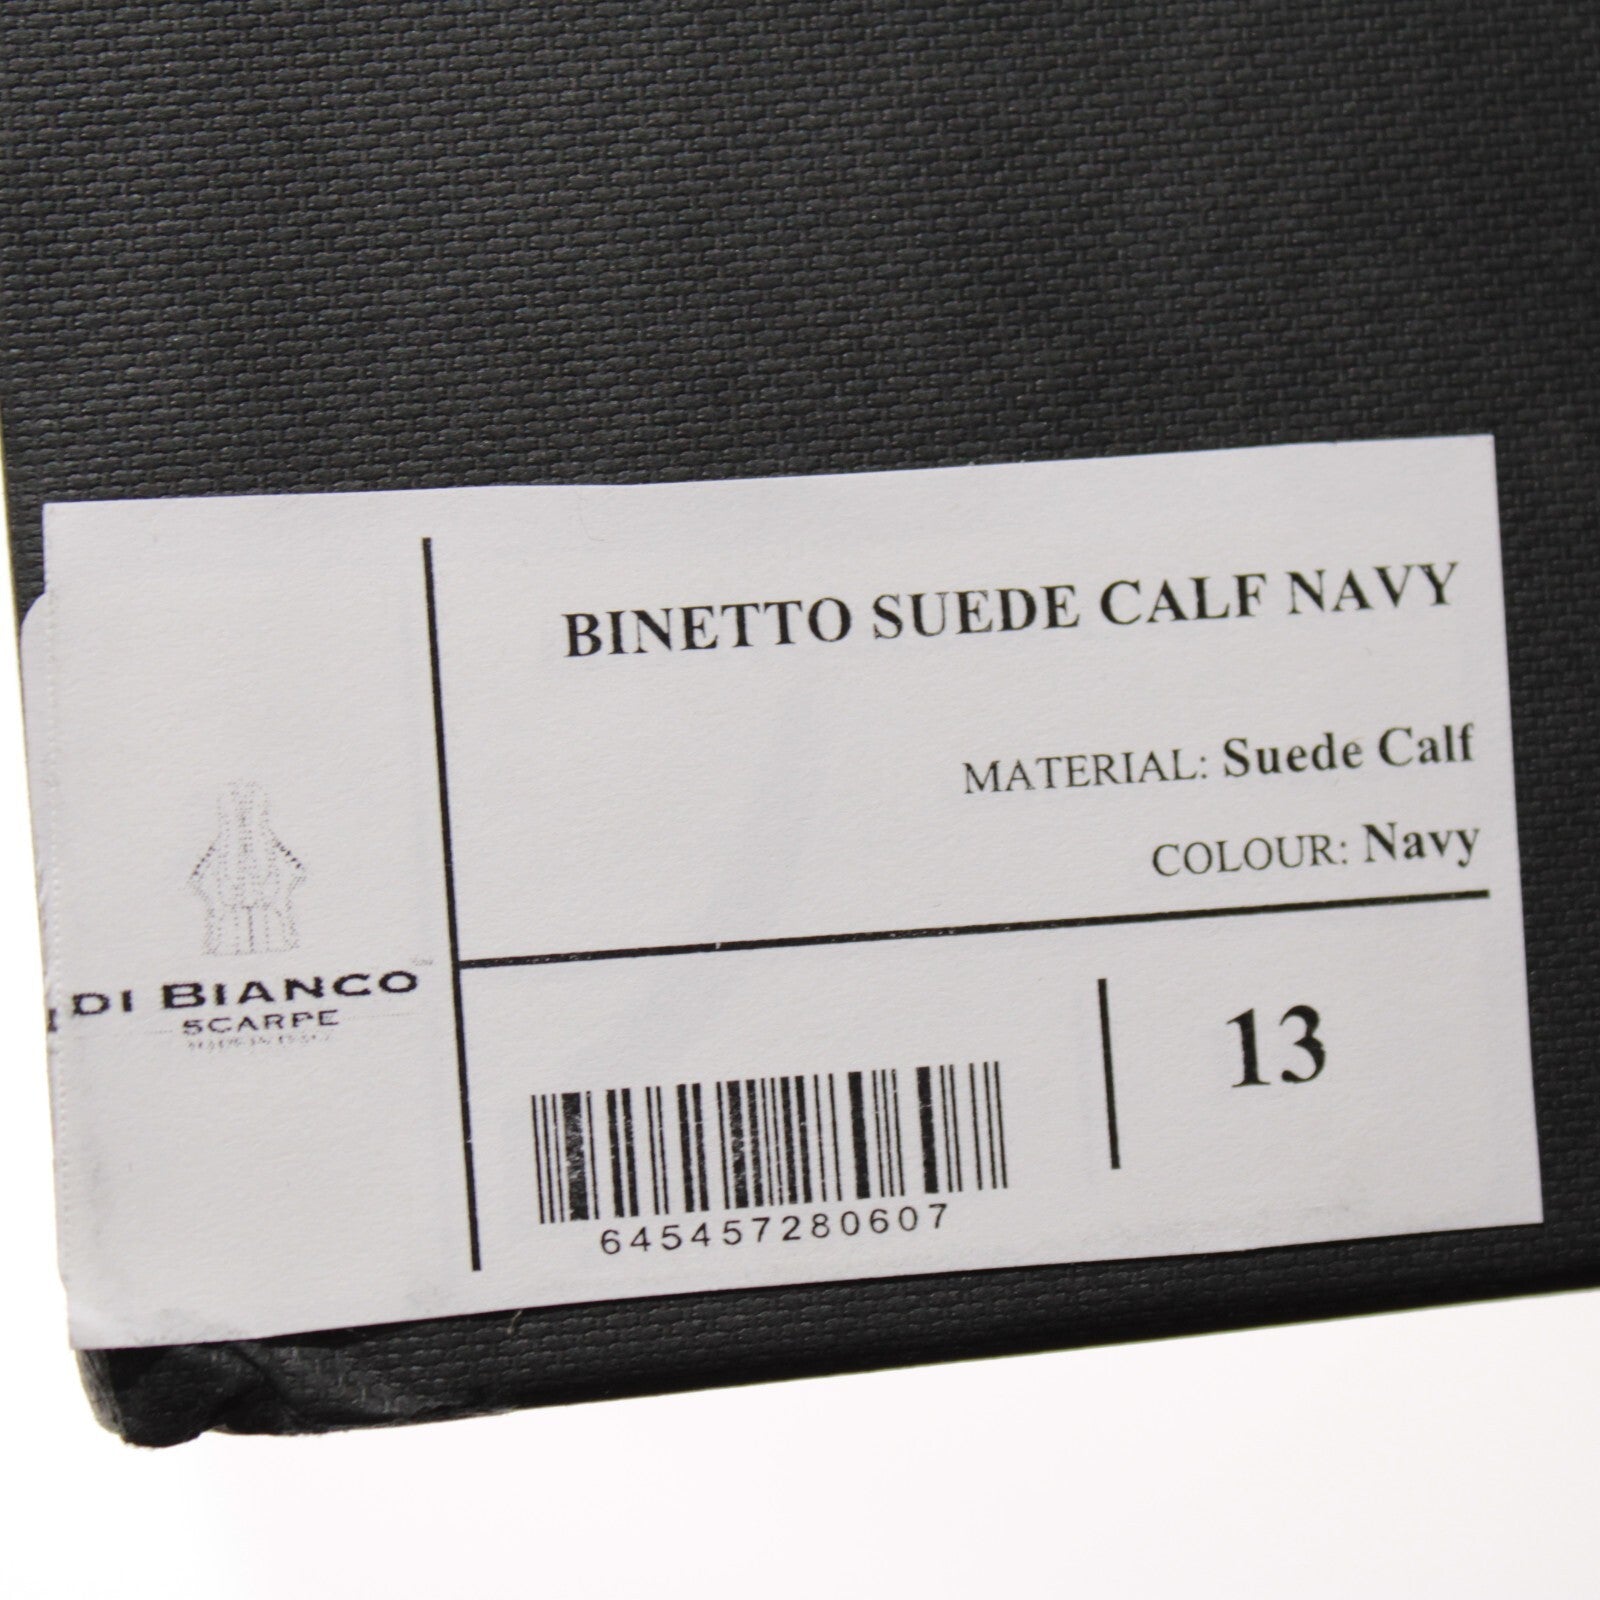 BINETTO SUEDE CALF NAVY
MATERIAL: Suede Calf
COLOUR: Navy
DI BIANCO
SCARPE
13
645457280607